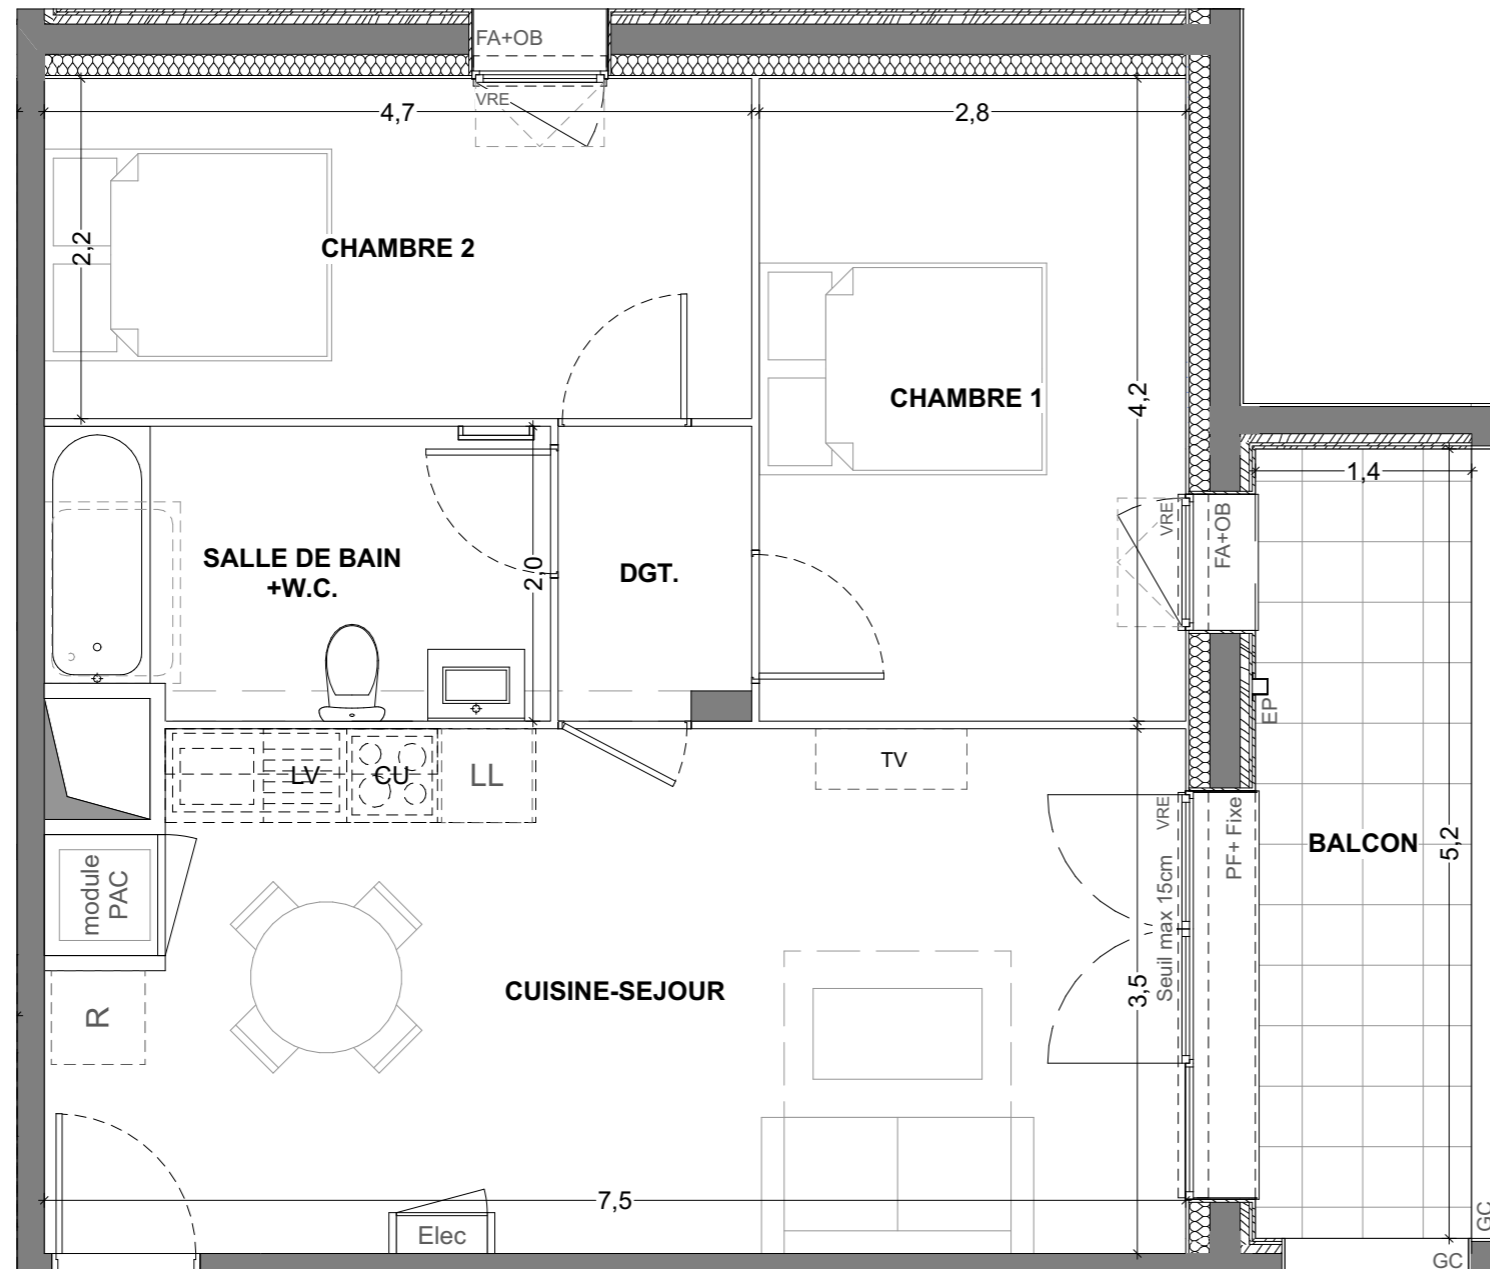 FA+OB
VRE
4,7
2,8
2,2
CHAMBRE 2
CHAMBRE 1
4,2
1,4
VRE
FA+OB
SALLE DE BAIN
+W.C.
2,0
DGT.
EP
LV
CU
LL
TV
VRE
PF+ Fixe
Seuil max 15cm
BALCON
5,2
module
PAC
CUISINE-SEJOUR
3,5
R
7,5
Elec
GC
GC